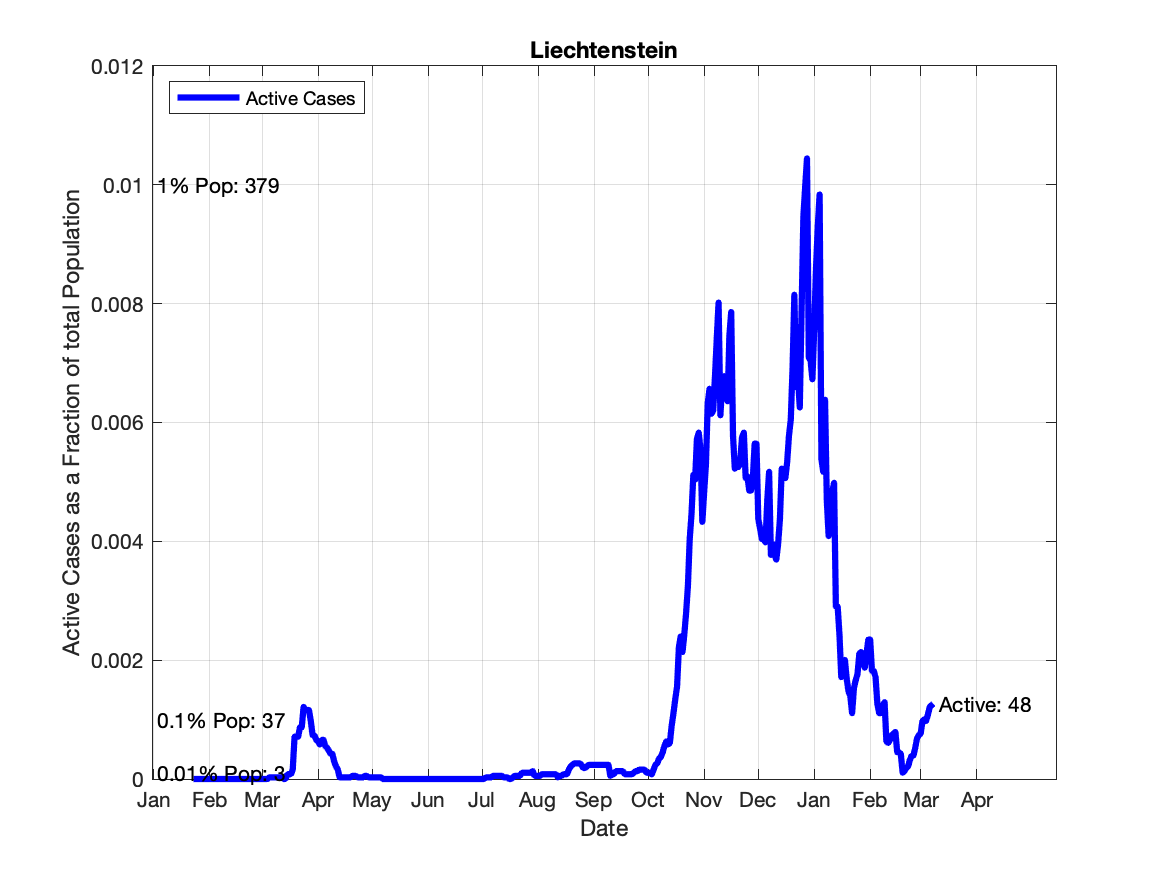 Liechtenstein
0.012
Active Cases
0.01
1% Pop: 379
0.008
0.006
0.004
0.002
0.1% Pop: 37
Active: 48
0
0.01% Pop: 3
Active Cases as a Fraction of total Population
Jan Feb Mar Apr May Jun Jul Aug Sep Oct Nov Dec Jan Feb Mar Apr
Date